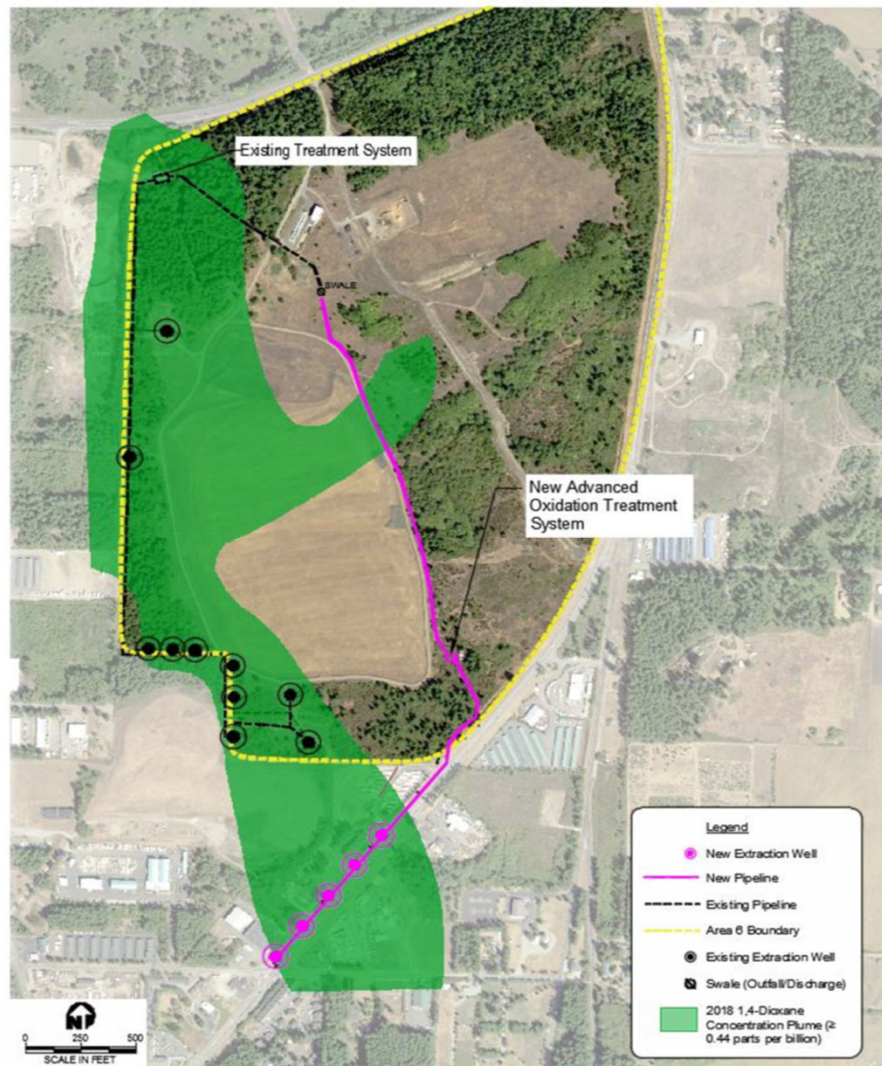 Existing Treatment System
SWALE
New Advanced
Oxidation Treatment
System
Legend
New Extraction Well
New Pipeline
Existing Pipeline
Area 6 Boundary
Existing Extraction Well
Swale (Outfall/Discharge)
2018 1,4-Dioxane
Concentration Plume (≥
0.44 parts per billion)
N
0 250 500
SCALE IN FEET